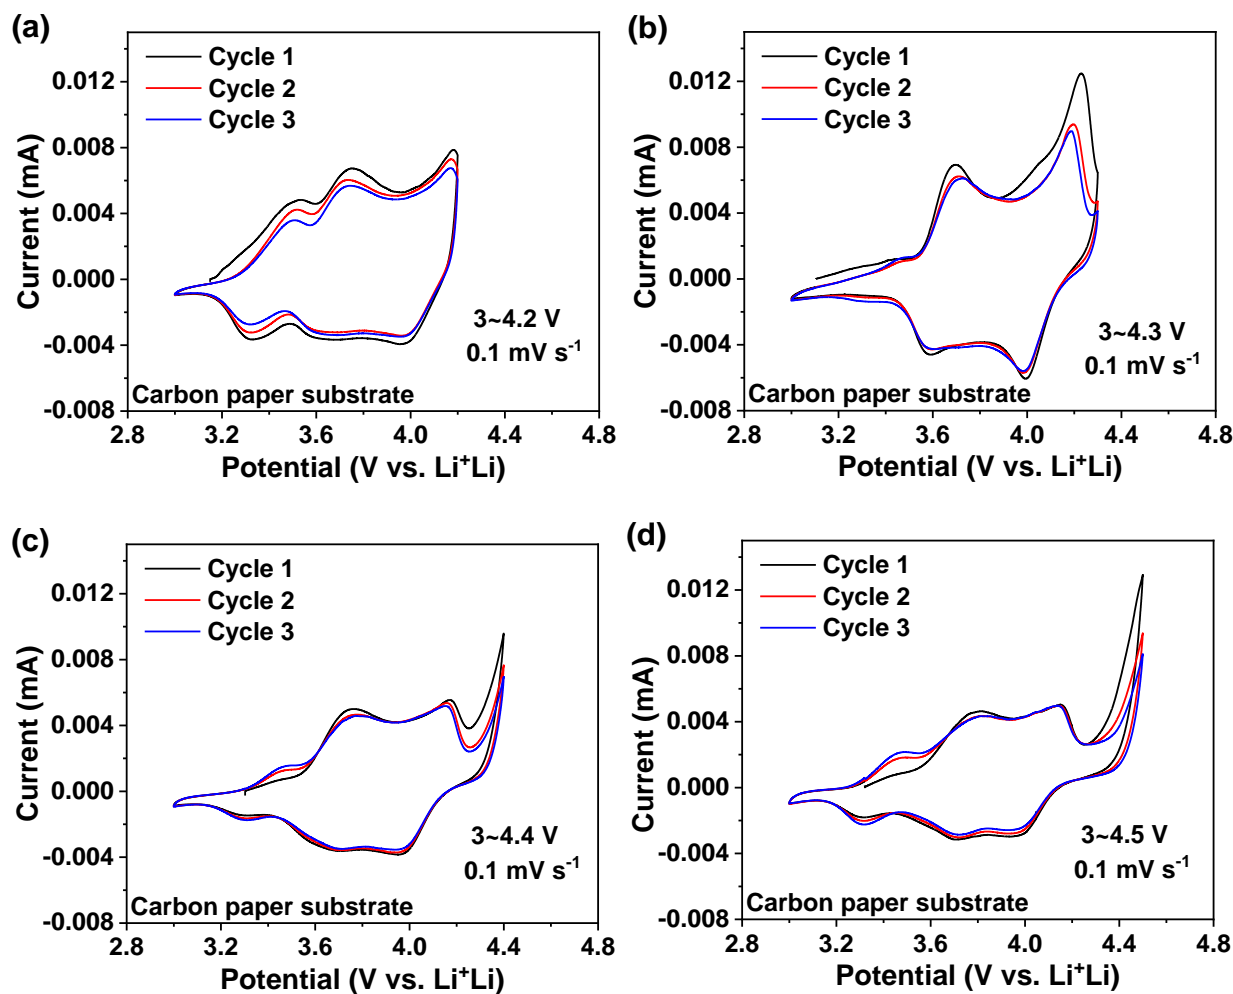 (a)
Cycle 1
Cycle 2
Cycle 3
0.012
0.008
0.004
0.000
-0.004
-0.008
Current (mA)
3~4.2 V
0.1 mV s⁻¹
Carbon paper substrate
2.8 3.2 3.6 4.0 4.4 4.8
Potential (V vs. Li⁺Li)
(b)
Cycle 1
Cycle 2
Cycle 3
0.012
0.008
0.004
0.000
-0.004
-0.008
Current (mA)
3~4.3 V
0.1 mV s⁻¹
Carbon paper substrate
2.8 3.2 3.6 4.0 4.4 4.8
Potential (V vs. Li⁺Li)
(c)
Cycle 1
Cycle 2
Cycle 3
0.012
0.008
0.004
0.000
-0.004
-0.008
Current (mA)
3~4.4 V
0.1 mV s⁻¹
Carbon paper substrate
2.8 3.2 3.6 4.0 4.4 4.8
Potential (V vs. Li⁺Li)
(d)
Cycle 1
Cycle 2
Cycle 3
0.012
0.008
0.004
0.000
-0.004
-0.008
Current (mA)
3~4.5 V
0.1 mV s⁻¹
Carbon paper substrate
2.8 3.2 3.6 4.0 4.4 4.8
Potential (V vs. Li⁺Li)